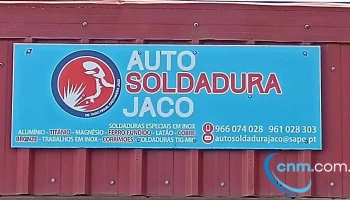 AUTO
SOLDADURA
JACO
SOLDADURAS ESPECIAIS EM INOX
ALUMÍNIO - TITÂNIO - MAGNÉSIO - FERRO FUNDIDO - LATÃO - COBRE
BRONZE - TRABALHOS EM INOX - CORRIMÕES - SOLDADURAS TIG-MIG
966 074 028 961 028 303
autosoldadurajaco@sapo.pt
cnm.com.